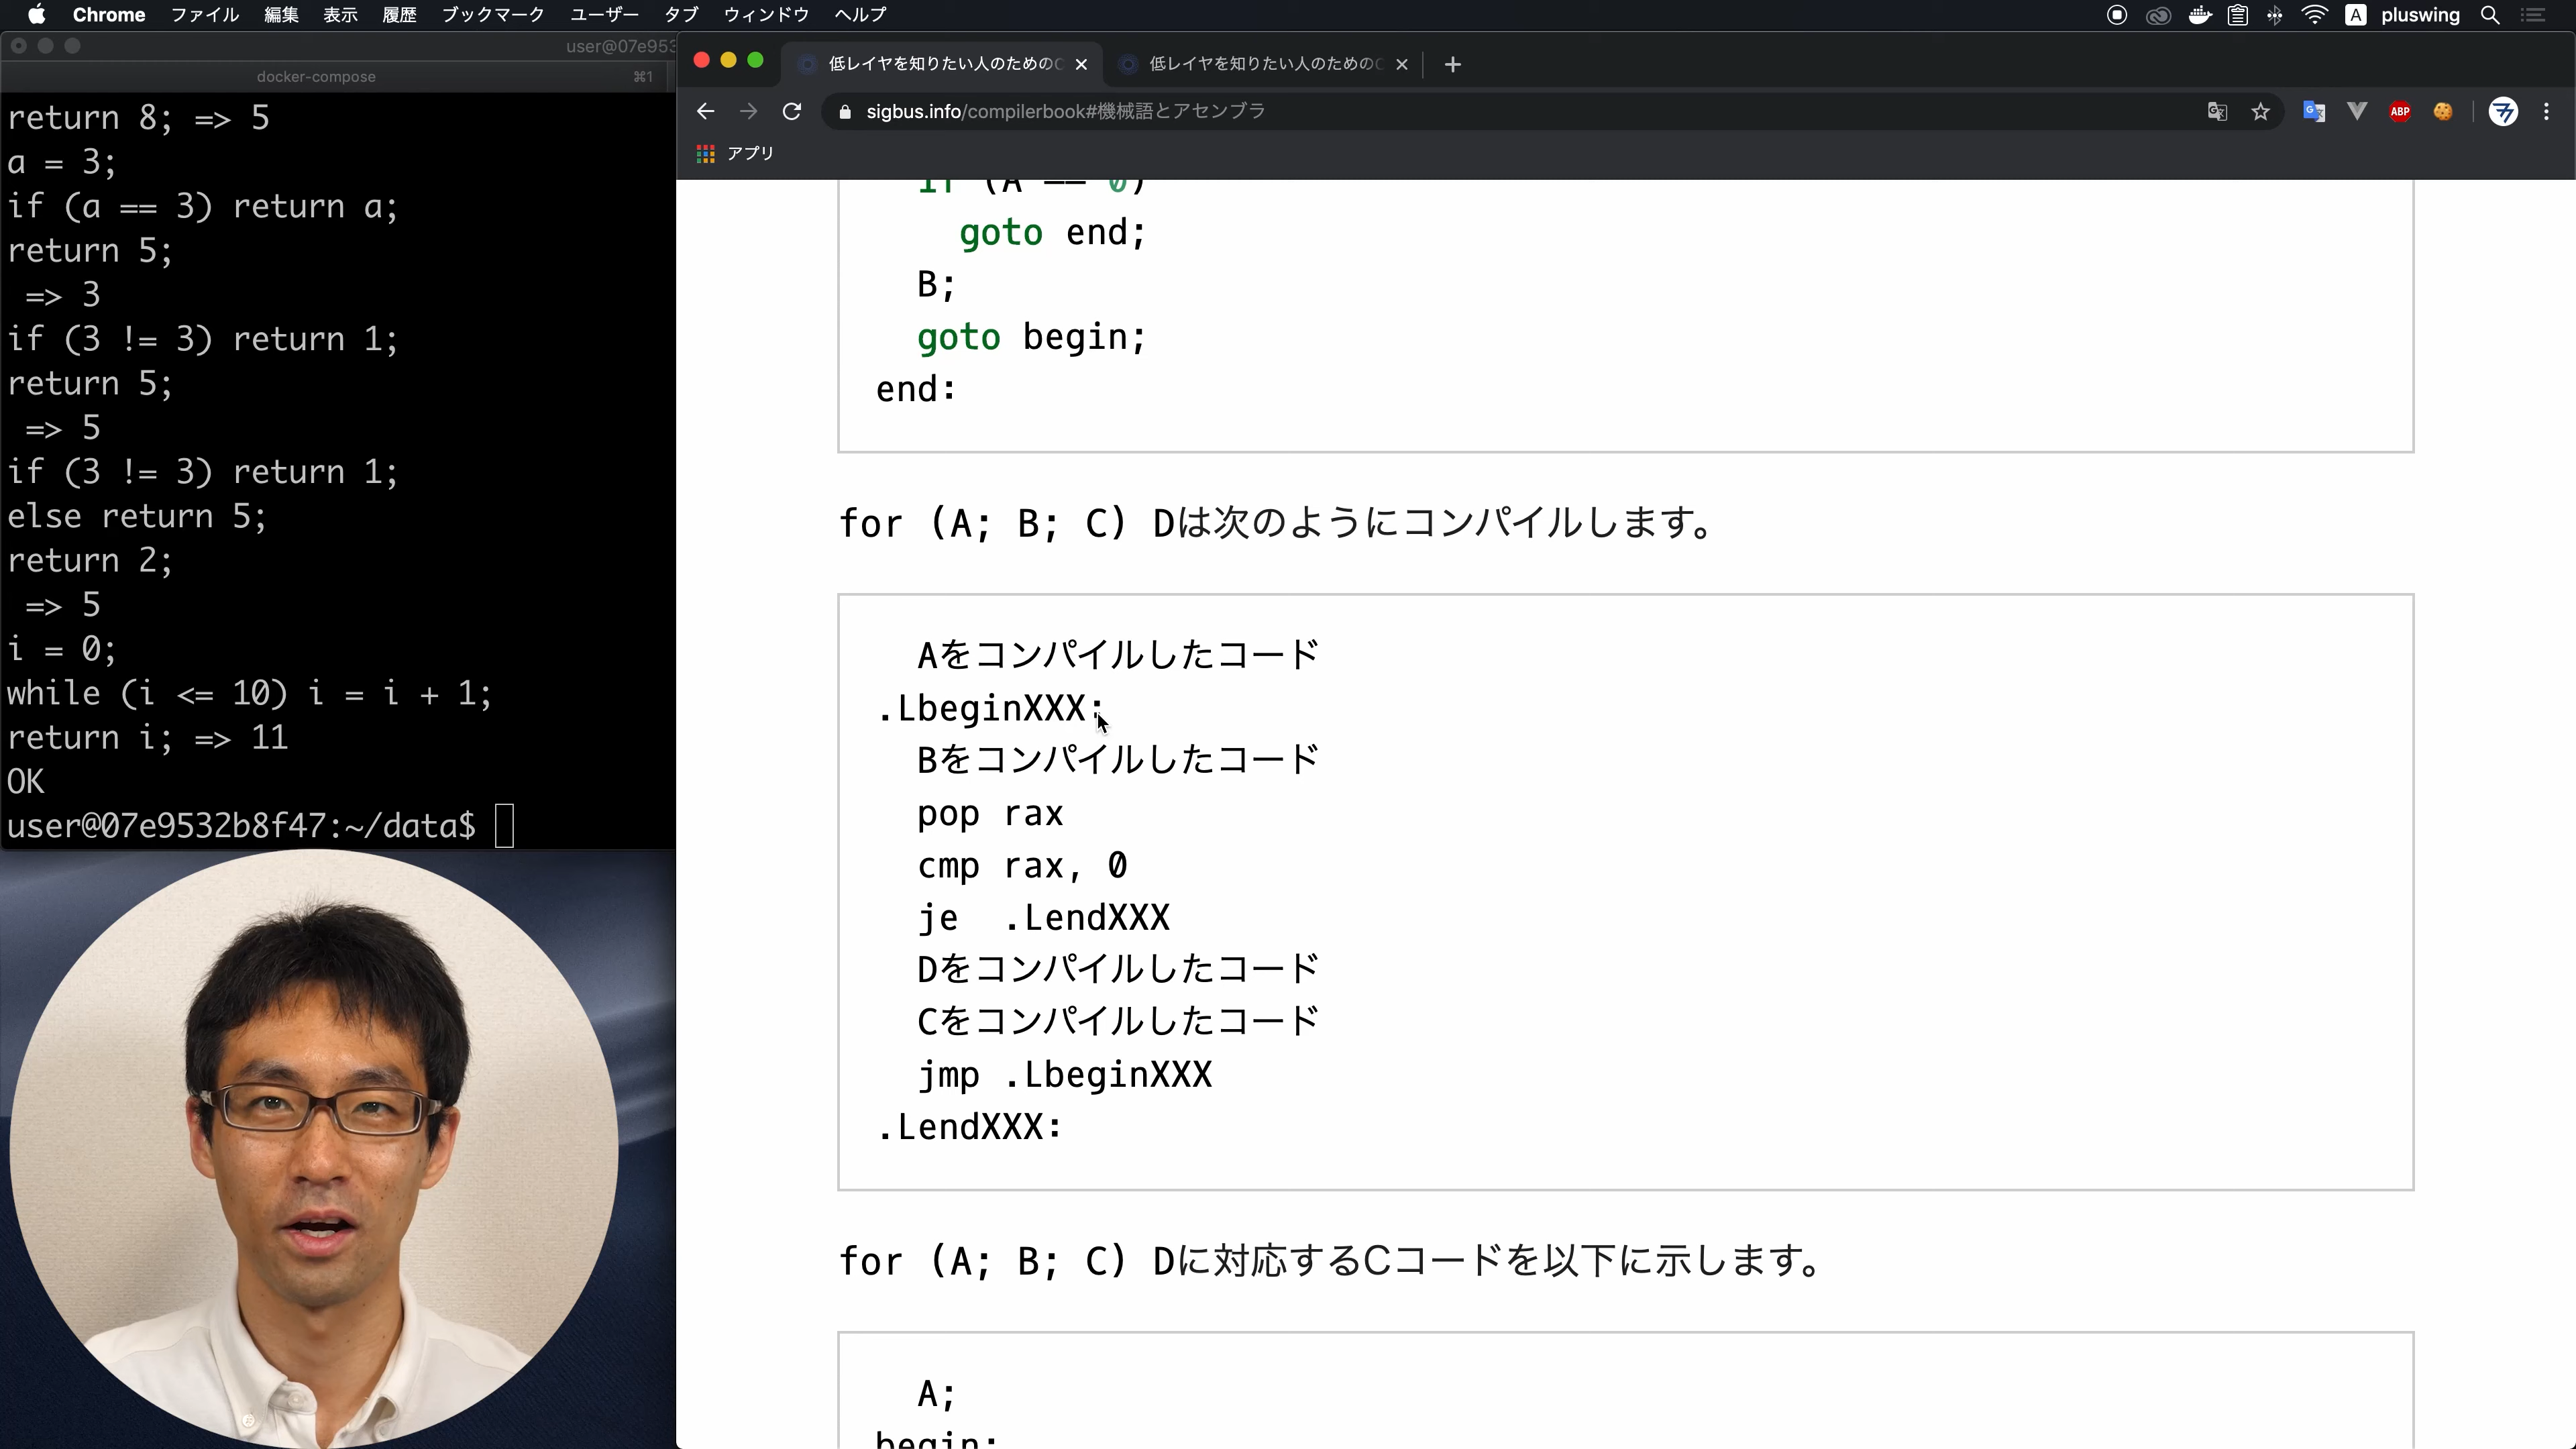 Chrome ファイル 編集 表示 履歴 ブックマーク ユーザー タブ ウィンドウ ヘルプ
A pluswing
user@07e953
docker-compose ⌘1
return 8; => 5
a = 3;
if (a == 3) return a;
return 5;
=> 3
if (3 != 3) return 1;
return 5;
=> 5
if (3 != 3) return 1;
else return 5;
return 2;
=> 5
i = 0;
while (i <= 10) i = i + 1;
return i; => 11
OK
user@07e9532b8f47:~/data$
低レイヤを知りたい人のためのC
低レイヤを知りたい人のためのC
sigbus.info/compilerbook#機械語とアセンブラ
ABP
アプリ
if (A == 0)
goto end;
B;
goto begin;
end:
for (A; B; C) Dは次のようにコンパイルします。
Aをコンパイルしたコード
.LbeginXXX:
Bをコンパイルしたコード
pop rax
cmp rax, 0
je .LendXXX
Dをコンパイルしたコード
Cをコンパイルしたコード
jmp .LbeginXXX
.LendXXX:
for (A; B; C) Dに対応するCコードを以下に示します。
A;
begin: